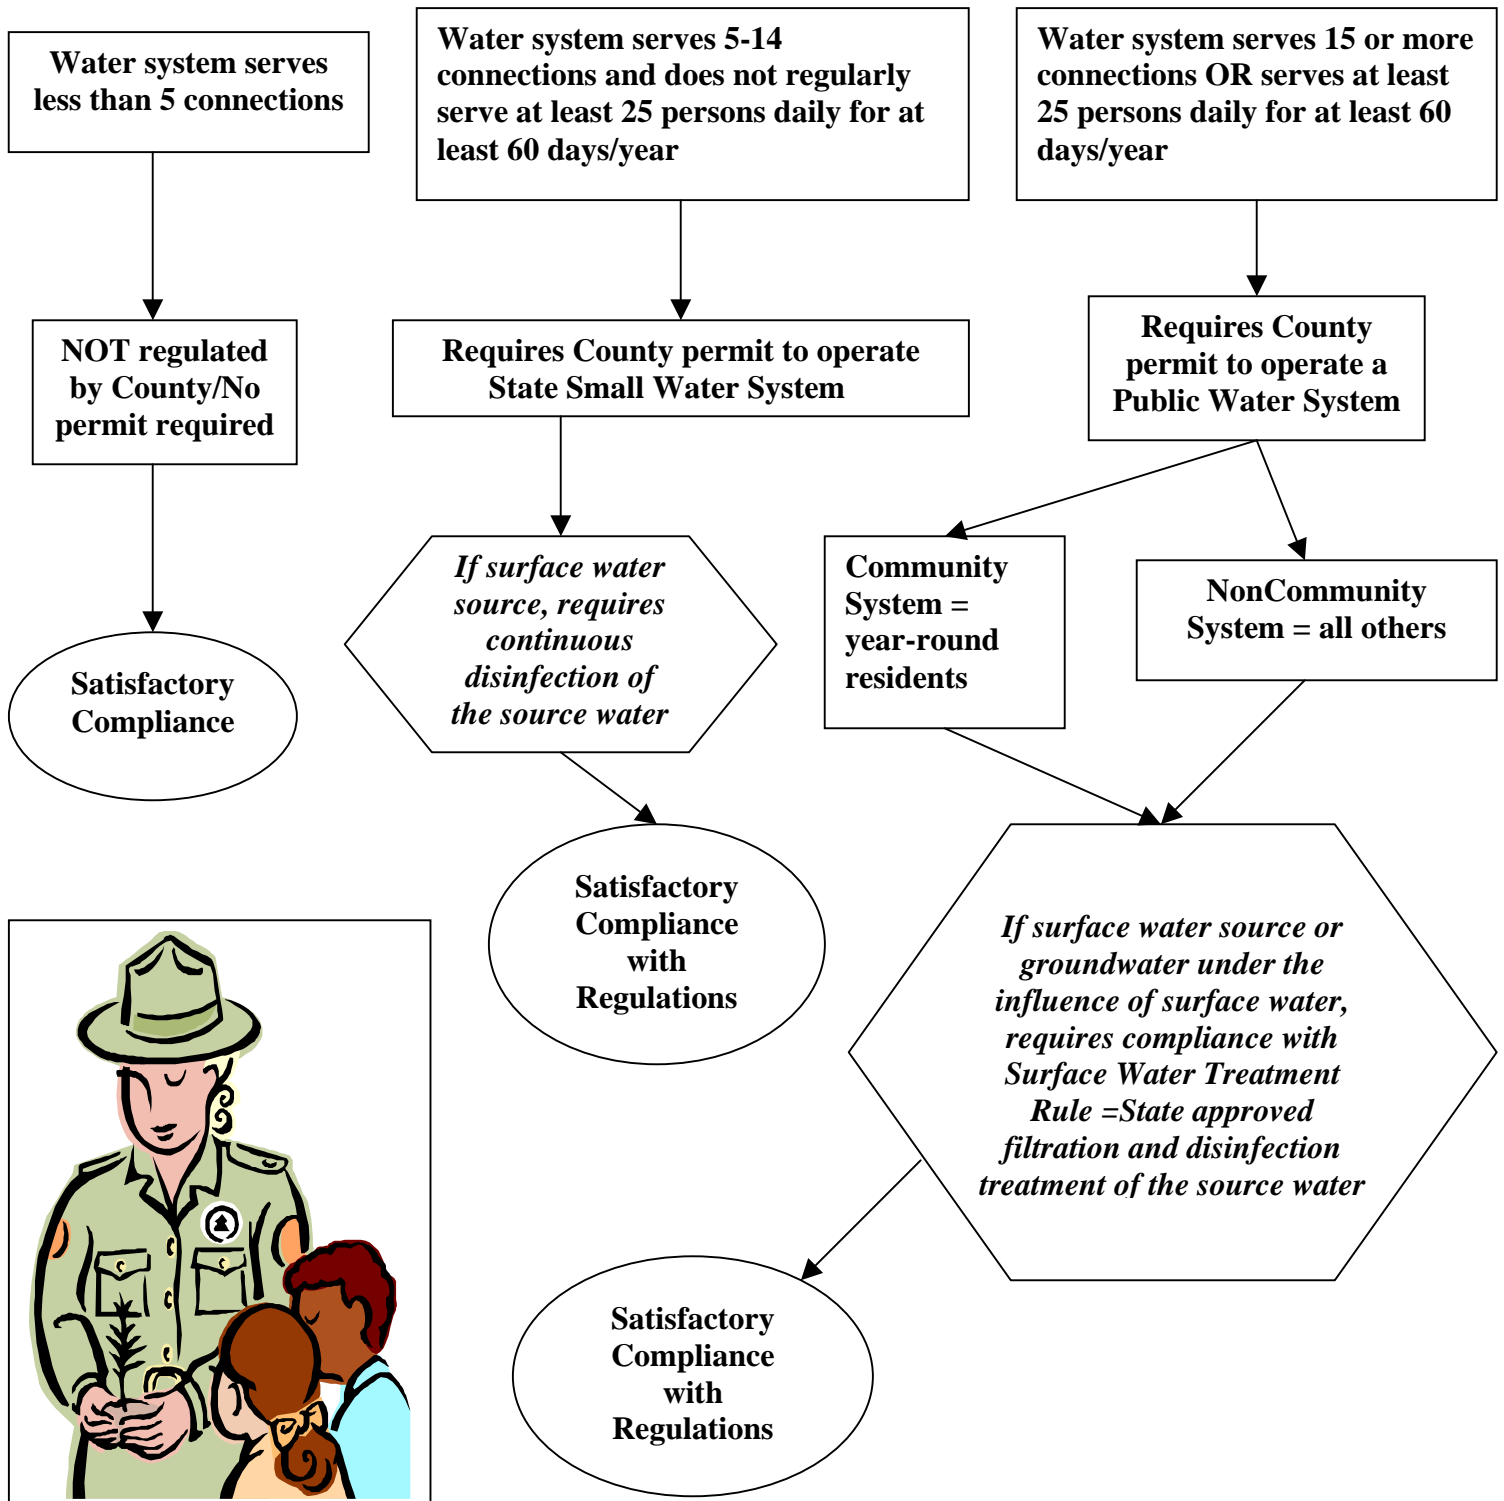 Water system serves
less than 5 connections
Water system serves 5-14
connections and does not regularly
serve at least 25 persons daily for at
least 60 days/year
Water system serves 15 or more
connections OR serves at least
25 persons daily for at least 60
days/year
NOT regulated
by County/No
permit required
Requires County permit to operate
State Small Water System
Requires County
permit to operate a
Public Water System
If surface water
source, requires
continuous
disinfection of
the source water
Community
System =
year-round
residents
NonCommunity
System = all others
Satisfactory
Compliance
Satisfactory
Compliance
with
Regulations
If surface water source or
groundwater under the
influence of surface water,
requires compliance with
Surface Water Treatment
Rule =State approved
filtration and disinfection
treatment of the source water
Satisfactory
Compliance
with
Regulations